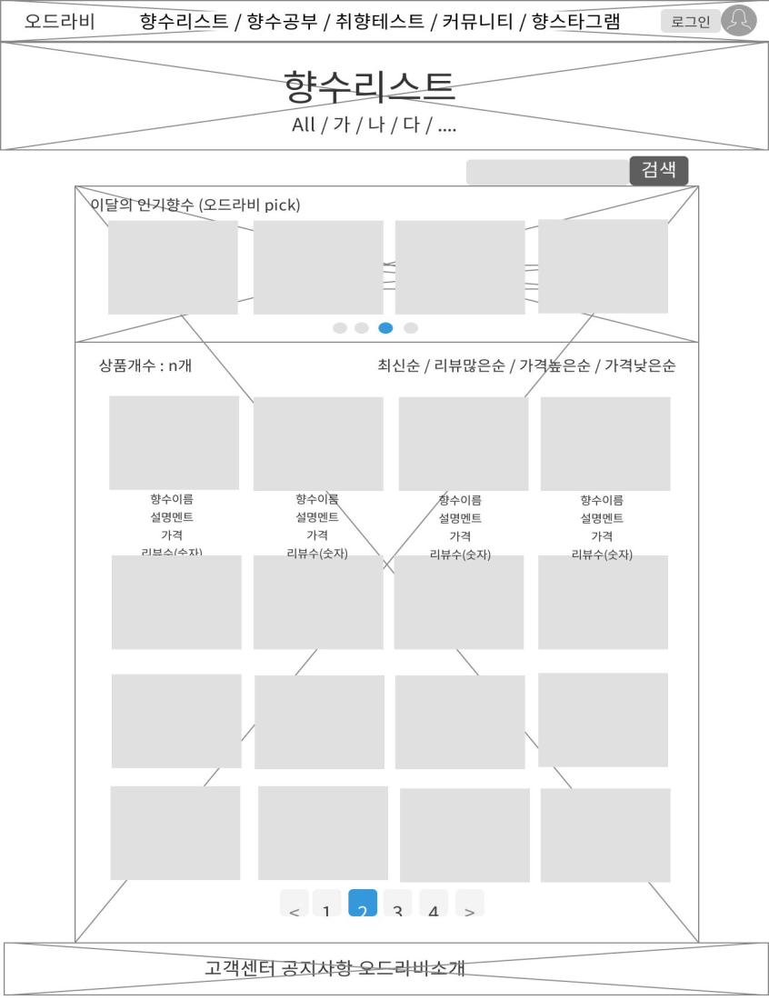 오드라비 향수리스트 / 향수공부 / 취향테스트 / 커뮤니티 / 향스타그램 로그인
향수리스트
All / 가 / 나 / 다 / ....
검색
이달의 인기향수 (오드라비 pick)
상품개수 : n개 최신순 / 리뷰많은순 / 가격높은순 / 가격낮은순
향수이름 향수이름 향수이름 향수이름
설명멘트 설명멘트 설명멘트 설명멘트
가격 가격 가격 가격
리뷰수(숫자) 리뷰수(숫자) 리뷰수(숫자) 리뷰수(숫자)
< 1 2 3 4 >
고객센터 공지사항 오드리비소개